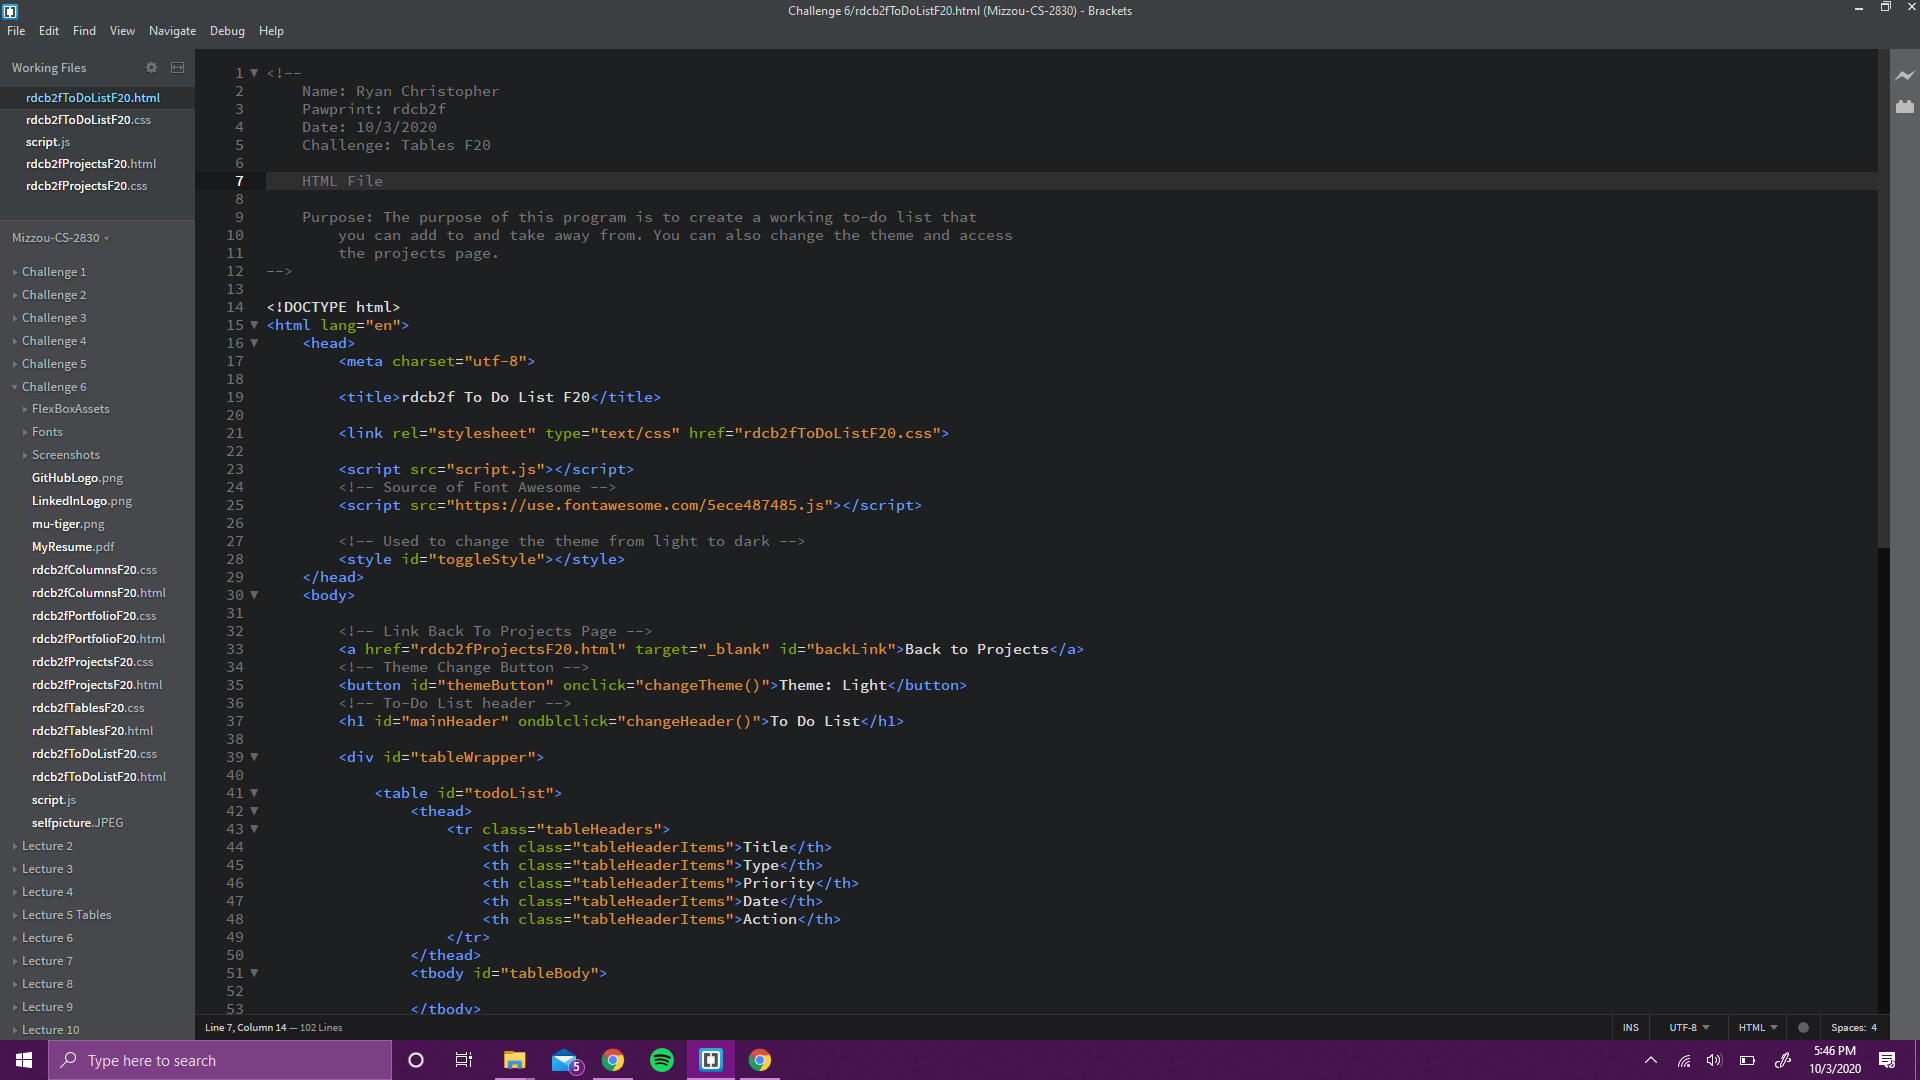 Challenge 6/rdcb2fToDoListF20.html (Mizzou-CS-2830) - Brackets
File Edit Find View Navigate Debug Help
Working Files
rdcb2fToDoListF20.html
rdcb2fToDoListF20.css
script.js
rdcb2fProjectsF20.html
rdcb2fProjectsF20.css
Mizzou-CS-2830
Challenge 1
Challenge 2
Challenge 3
Challenge 4
Challenge 5
Challenge 6
FlexBoxAssets
Fonts
Screenshots
GitHubLogo.png
LinkedInLogo.png
mu-tiger.png
MyResume.pdf
rdcb2fColumnsF20.css
rdcb2fColumnsF20.html
rdcb2fPortfolioF20.css
rdcb2fPortfolioF20.html
rdcb2fProjectsF20.css
rdcb2fProjectsF20.html
rdcb2fTablesF20.css
rdcb2fTablesF20.html
rdcb2fToDoListF20.css
rdcb2fToDoListF20.html
script.js
selfpicture.JPEG
Lecture 2
Lecture 3
Lecture 4
Lecture 5 Tables
Lecture 6
Lecture 7
Lecture 8
Lecture 9
Lecture 10
1 <!--
2 Name: Ryan Christopher
3 Pawprint: rdcb2f
4 Date: 10/3/2020
5 Challenge: Tables F20
6
7 HTML File
8
9 Purpose: The purpose of this program is to create a working to-do list that
10 you can add to and take away from. You can also change the theme and access
11 the projects page.
12 -->
13
14 <!DOCTYPE html>
15 <html lang="en">
16 <head>
17 <meta charset="utf-8">
18
19 <title>rdcb2f To Do List F20</title>
20
21 <link rel="stylesheet" type="text/css" href="rdcb2fToDoListF20.css">
22
23 <script src="script.js"></script>
24 <!-- Source of Font Awesome -->
25 <script src="https://use.fontawesome.com/5ece487485.js"></script>
26
27 <!-- Used to change the theme from light to dark -->
28 <style id="toggleStyle"></style>
29 </head>
30 <body>
31
32 <!-- Link Back To Projects Page -->
33 <a href="rdcb2fProjectsF20.html" target="_blank" id="backLink">Back to Projects</a>
34 <!-- Theme Change Button -->
35 <button id="themeButton" onclick="changeTheme()">Theme: Light</button>
36 <!-- To-Do List header -->
37 <h1 id="mainHeader" ondblclick="changeHeader()">To Do List</h1>
38
39 <div id="tableWrapper">
40
41 <table id="todoList">
42 <thead>
43 <tr class="tableHeaders">
44 <th class="tableHeaderItems">Title</th>
45 <th class="tableHeaderItems">Type</th>
46 <th class="tableHeaderItems">Priority</th>
47 <th class="tableHeaderItems">Date</th>
48 <th class="tableHeaderItems">Action</th>
49 </tr>
50 </thead>
51 <tbody id="tableBody">
52
53 </tbody>
Line 7, Column 14 — 102 Lines
INS UTF-8 HTML Spaces: 4
Type here to search
5
5:46 PM
10/3/2020